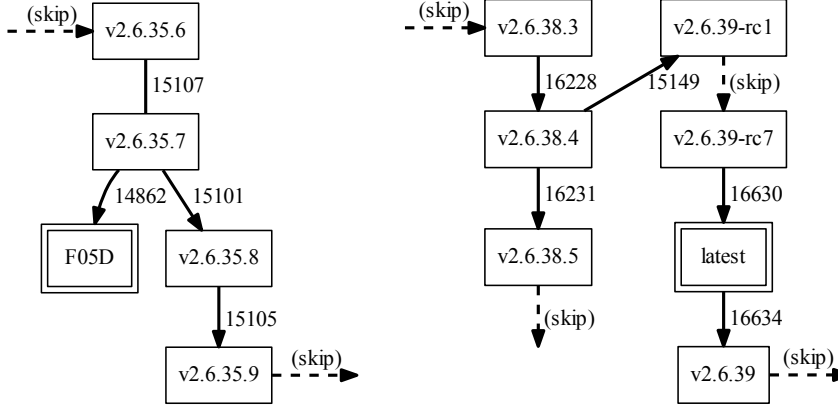 (skip)
v2.6.35.6
15107
v2.6.35.7
14862
15101
F05D
v2.6.35.8
15105
v2.6.35.9
(skip)
(skip)
v2.6.38.3
v2.6.39-rc1
16228
15149
(skip)
v2.6.38.4
v2.6.39-rc7
16231
16630
v2.6.38.5
latest
(skip)
16634
v2.6.39
(skip)